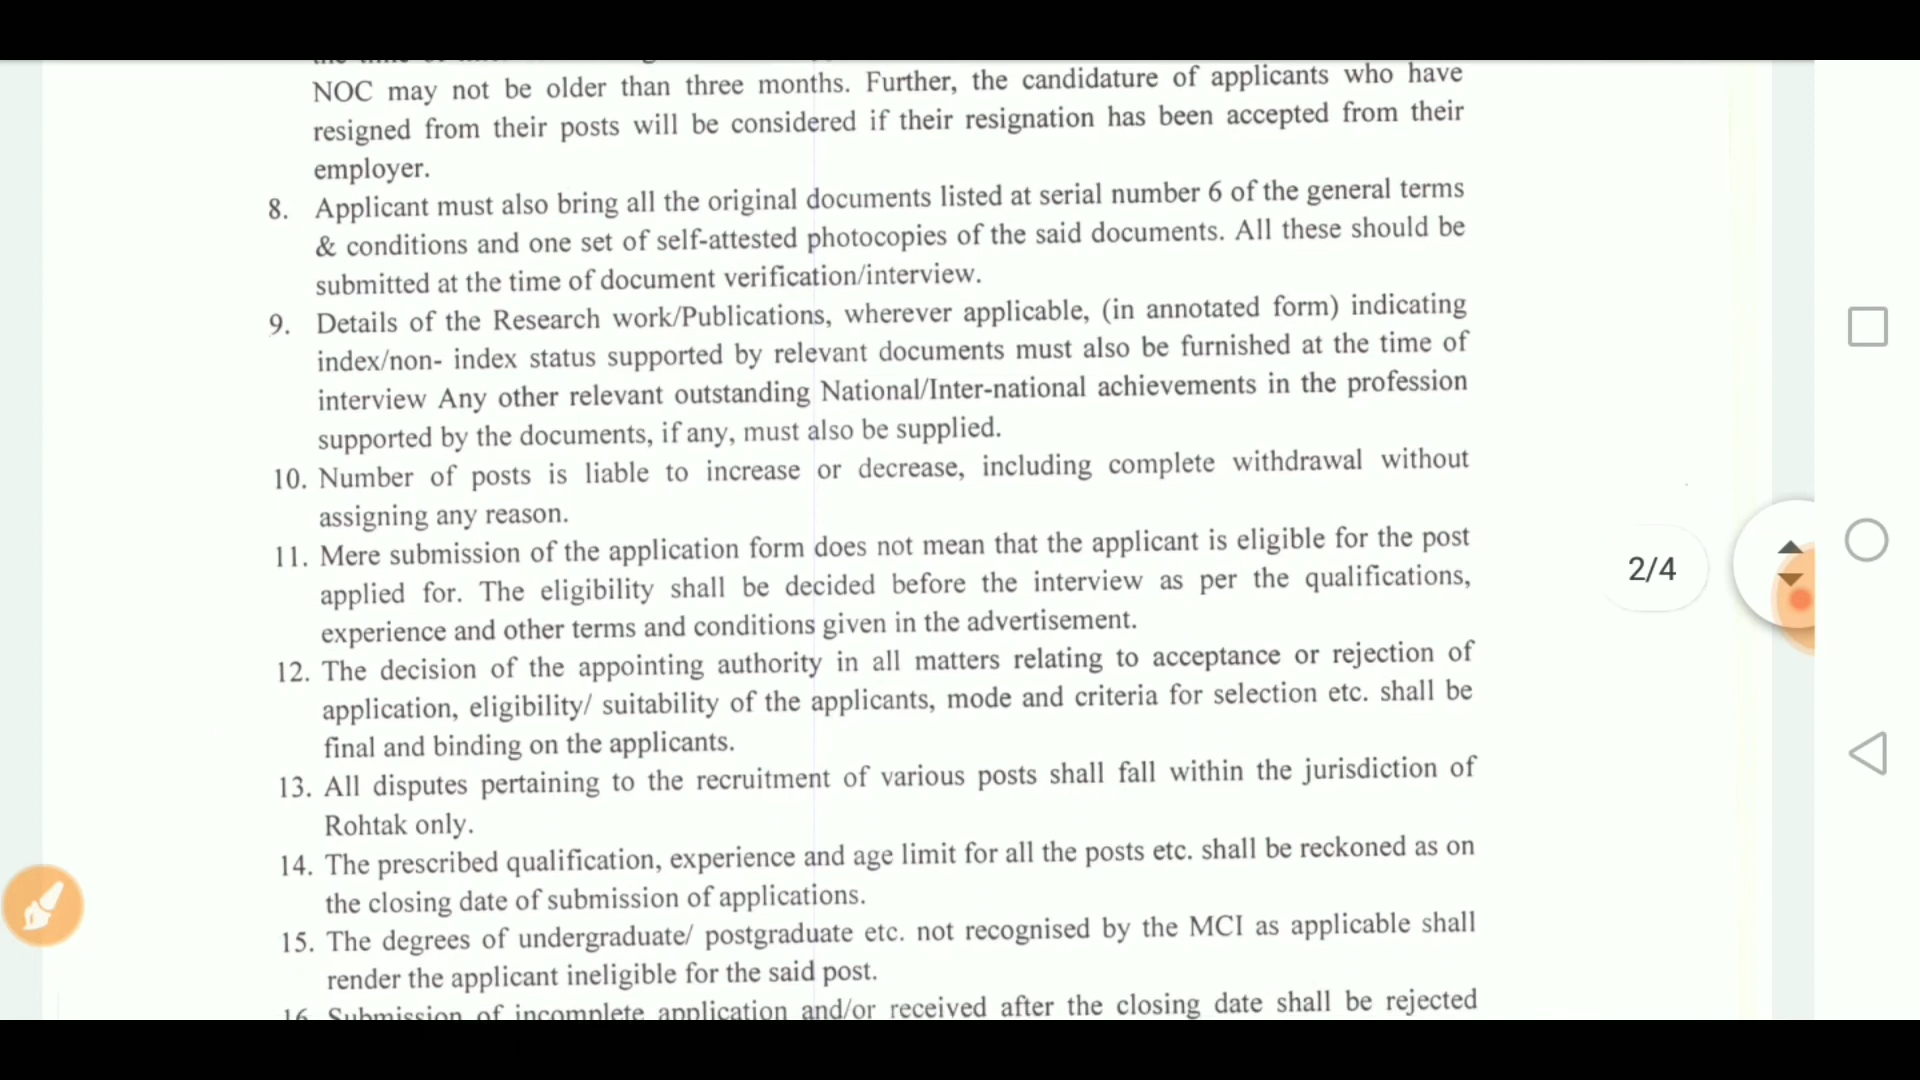 NOC may not be older than three months. Further, the candidature of applicants who have
resigned from their posts will be considered if their resignation has been accepted from their
employer.
8. Applicant must also bring all the original documents listed at serial number 6 of the general terms
& conditions and one set of self-attested photocopies of the said documents. All these should be
submitted at the time of document verification/interview.
9. Details of the Research work/Publications, wherever applicable, (in annotated form) indicating
index/non- index status supported by relevant documents must also be furnished at the time of
interview Any other relevant outstanding National/Inter-national achievements in the profession
supported by the documents, if any, must also be supplied.
10. Number of posts is liable to increase or decrease, including complete withdrawal without
assigning any reason.
11. Mere submission of the application form does not mean that the applicant is eligible for the post
applied for. The eligibility shall be decided before the interview as per the qualifications,
experience and other terms and conditions given in the advertisement.
12. The decision of the appointing authority in all matters relating to acceptance or rejection of
application, eligibility/ suitability of the applicants, mode and criteria for selection etc. shall be
final and binding on the applicants.
13. All disputes pertaining to the recruitment of various posts shall fall within the jurisdiction of
Rohtak only.
14. The prescribed qualification, experience and age limit for all the posts etc. shall be reckoned as on
the closing date of submission of applications.
15. The degrees of undergraduate/ postgraduate etc. not recognised by the MCI as applicable shall
render the applicant ineligible for the said post.
16. Submission of incomplete application and/or received after the closing date shall be rejected
2/4